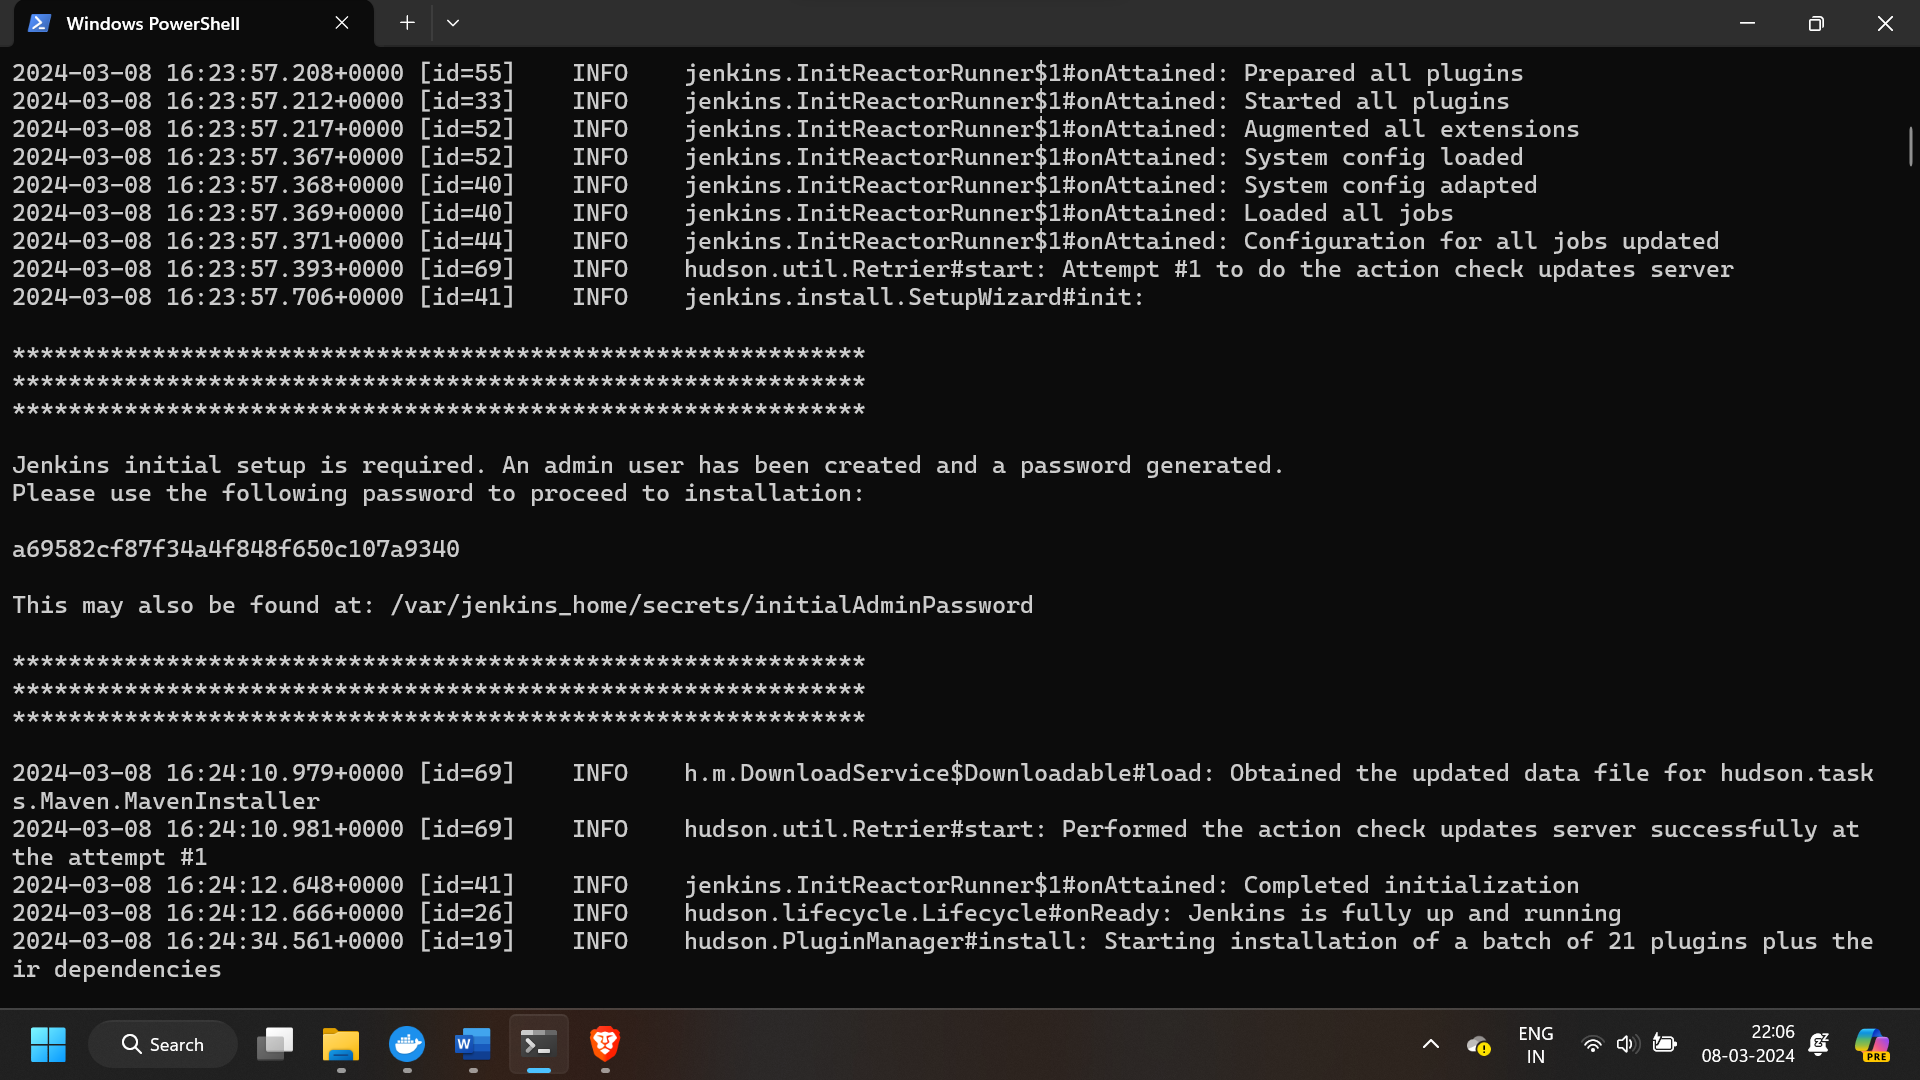 Windows PowerShell
2024-03-08 16:23:57.208+0000 [id=55]    INFO    jenkins.InitReactorRunner$1#onAttained: Prepared all plugins
2024-03-08 16:23:57.212+0000 [id=33]    INFO    jenkins.InitReactorRunner$1#onAttained: Started all plugins
2024-03-08 16:23:57.217+0000 [id=52]    INFO    jenkins.InitReactorRunner$1#onAttained: Augmented all extensions
2024-03-08 16:23:57.367+0000 [id=52]    INFO    jenkins.InitReactorRunner$1#onAttained: System config loaded
2024-03-08 16:23:57.368+0000 [id=40]    INFO    jenkins.InitReactorRunner$1#onAttained: System config adapted
2024-03-08 16:23:57.369+0000 [id=40]    INFO    jenkins.InitReactorRunner$1#onAttained: Loaded all jobs
2024-03-08 16:23:57.371+0000 [id=44]    INFO    jenkins.InitReactorRunner$1#onAttained: Configuration for all jobs updated
2024-03-08 16:23:57.393+0000 [id=69]    INFO    hudson.util.Retrier#start: Attempt #1 to do the action check updates server
2024-03-08 16:23:57.706+0000 [id=41]    INFO    jenkins.install.SetupWizard#init:
*************************************************************
*************************************************************
*************************************************************
Jenkins initial setup is required. An admin user has been created and a password generated.
Please use the following password to proceed to installation:
a69582cf87f34a4f848f650c107a9340
This may also be found at: /var/jenkins_home/secrets/initialAdminPassword
*************************************************************
*************************************************************
*************************************************************
2024-03-08 16:24:10.979+0000 [id=69]    INFO    h.m.DownloadService$Downloadable#load: Obtained the updated data file for hudson.task
s.Maven.MavenInstaller
2024-03-08 16:24:10.981+0000 [id=69]    INFO    hudson.util.Retrier#start: Performed the action check updates server successfully at
the attempt #1
2024-03-08 16:24:12.648+0000 [id=41]    INFO    jenkins.InitReactorRunner$1#onAttained: Completed initialization
2024-03-08 16:24:12.666+0000 [id=26]    INFO    hudson.lifecycle.Lifecycle#onReady: Jenkins is fully up and running
2024-03-08 16:24:34.561+0000 [id=19]    INFO    hudson.PluginManager#install: Starting installation of a batch of 21 plugins plus the
ir dependencies
Search
W
ENG
IN
22:06
08-03-2024
PRE